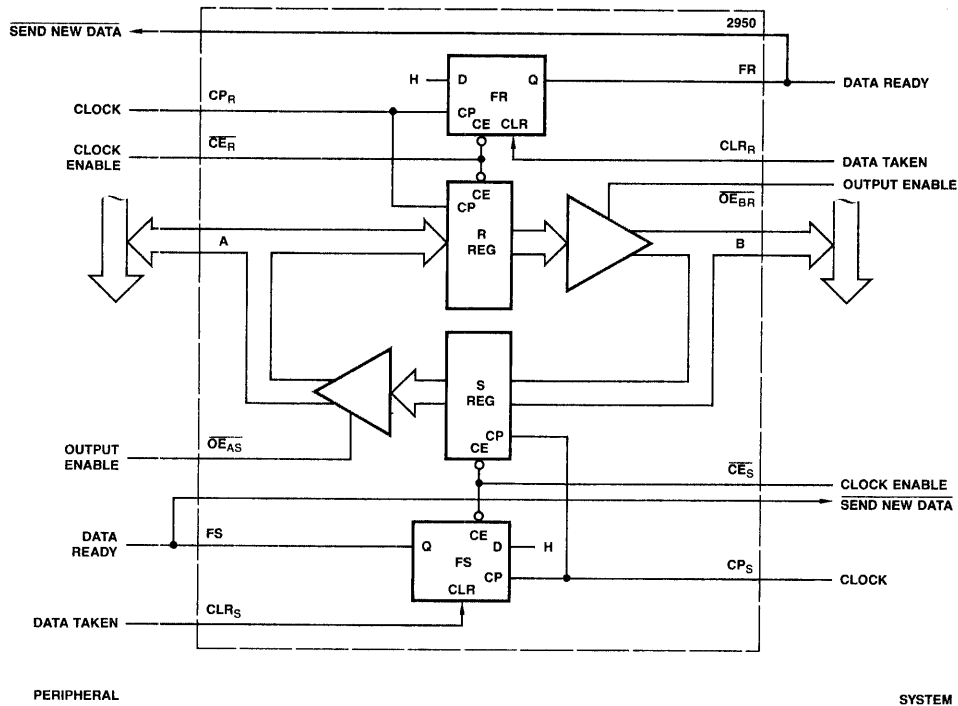 2950
SEND NEW DATA
FR
H
D
Q
DATA READY
FR
CLOCK
CP_R
CP
CE
CLR
CLOCK
ENABLE
CE_R
CLR_R
DATA TAKEN
OUTPUT ENABLE
OE_BR
CE
CP
R
REG
A
B
S
REG
CP
CE
OUTPUT
ENABLE
OE_AS
CE_S
CLOCK ENABLE
SEND NEW DATA
DATA
READY
FS
Q
CE
D
H
FS
CP
CLR
CP_S
CLOCK
CLR_S
DATA TAKEN
PERIPHERAL
SYSTEM